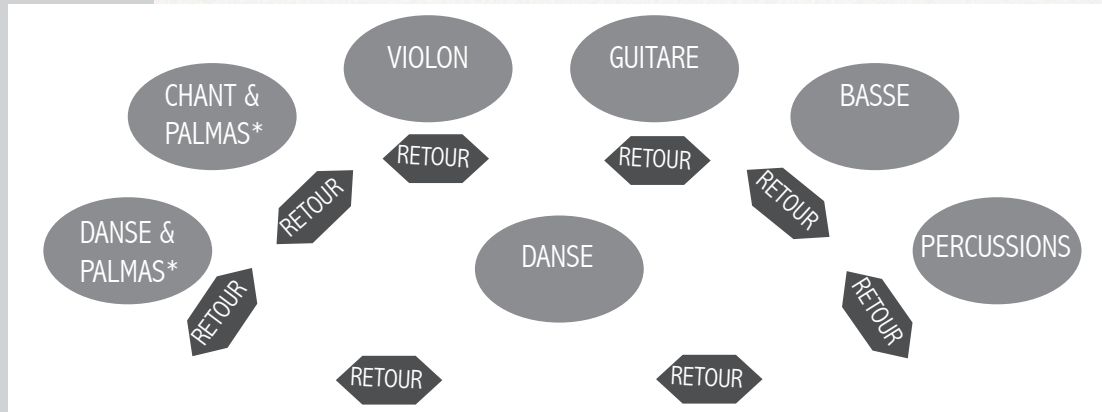 VIOLON
GUITARE
CHANT &
PALMAS*
BASSE
RETOUR
RETOUR
RETOUR
RETOUR
DANSE &
PALMAS*
DANSE
PERCUSSIONS
RETOUR
RETOUR
RETOUR
RETOUR